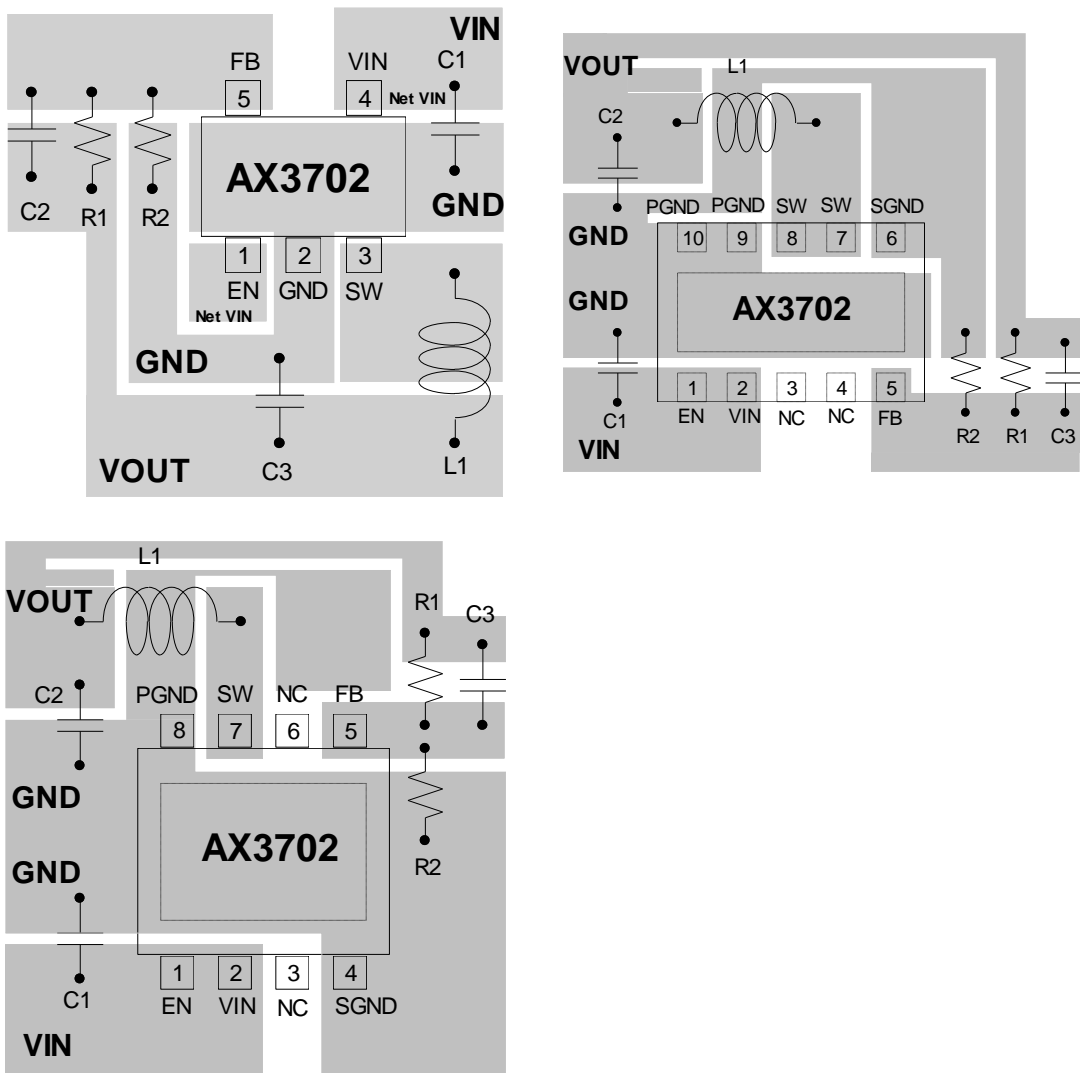 VIN
FB
VIN
C1
5
4
Net VIN
AX3702
C2
R1
R2
GND
1
2
3
EN
GND
SW
Net VIN
GND
C3
L1
VOUT
VOUT
L1
C2
PGND
PGND
SW
SW
SGND
GND
10
9
8
7
6
GND
AX3702
1
2
3
4
5
C1
EN
VIN
NC
NC
FB
R2
R1
C3
VIN
L1
VOUT
R1
C3
C2
PGND
SW
NC
FB
8
7
6
5
GND
AX3702
GND
R2
1
2
3
4
C1
EN
VIN
NC
SGND
VIN